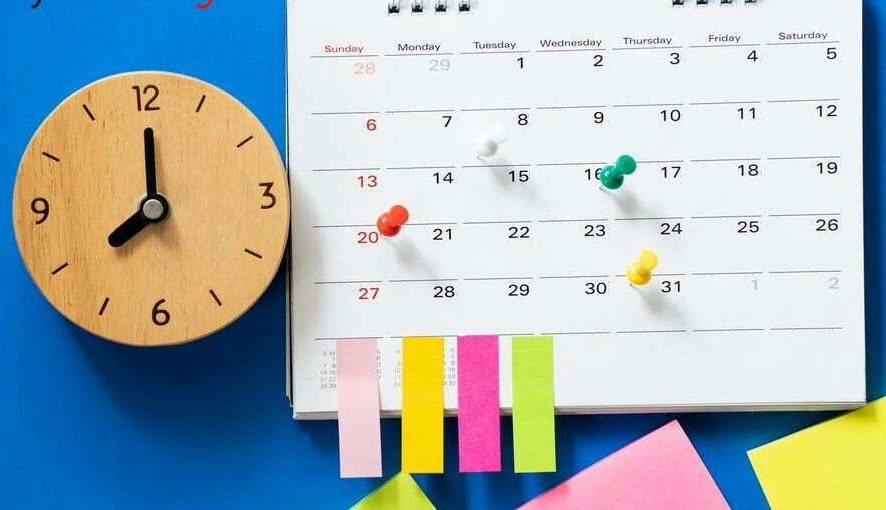 12
9 3
6
Sunday Monday Tuesday Wednesday Thursday Friday Saturday
28 29 1 2 3 4 5
6 7 8 9 10 11 12
13 14 15 16 17 18 19
20 21 22 23 24 25 26
27 28 29 30 31 1 2